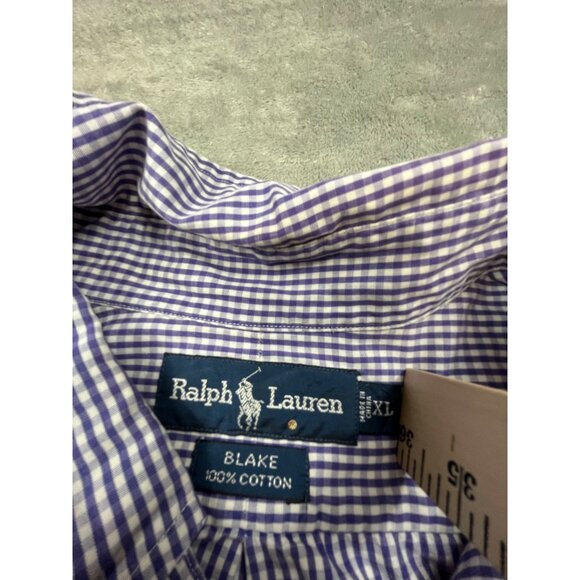 Ralph Lauren
MADE IN
CHINA
XL
BLAKE
100% COTTON
36
35